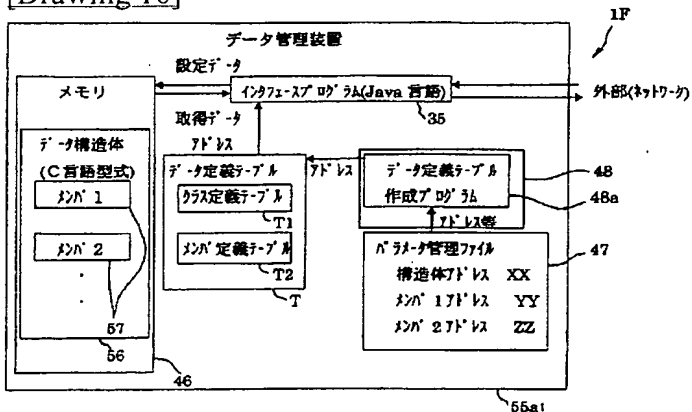 [Drawing 10]
1F
データ管理装置
設定データ
メモリ
インタフェースプログラム(Java 言語)
外部(ネットワーク)
35
取得データ
アドレス
データ構造体
(C言語型式)
メンバ 1
メンバ 2
・
・
57
56
46
データ定義テーブル
クラス定義テーブル
T1
メンバ定義テーブル
T2
T
アドレス
データ定義テーブル
作成プログラム
48
48a
アドレス等
パラメータ管理ファイル
47
構造体アドレス XX
メンバ 1アドレス YY
メンバ 2アドレス ZZ
55a1